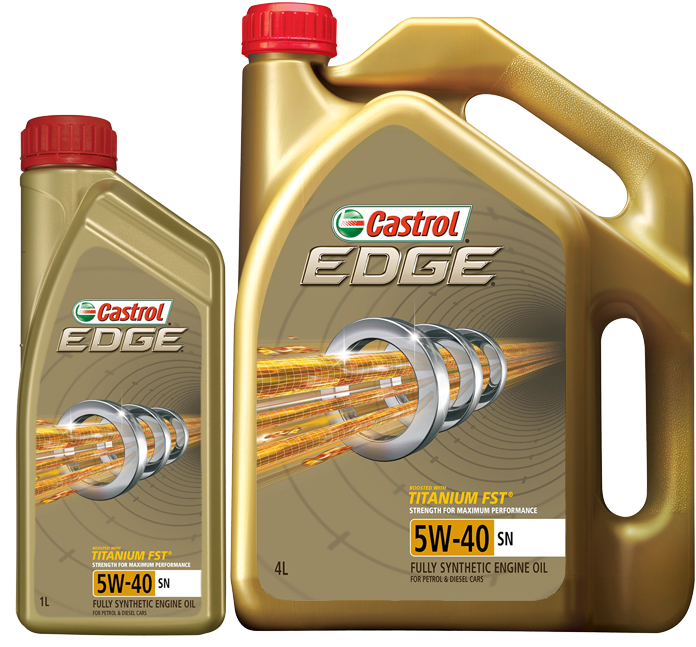 Castrol
EDGE
BOOSTED WITH
TITANIUM FST®
STRENGTH FOR MAXIMUM PERFORMANCE
5W-40 SN
1L
FULLY SYNTHETIC ENGINE OIL
FOR PETROL & DIESEL CARS
Castrol
EDGE
BOOSTED WITH
TITANIUM FST®
STRENGTH FOR MAXIMUM PERFORMANCE
5W-40 SN
4L
FULLY SYNTHETIC ENGINE OIL
FOR PETROL & DIESEL CARS